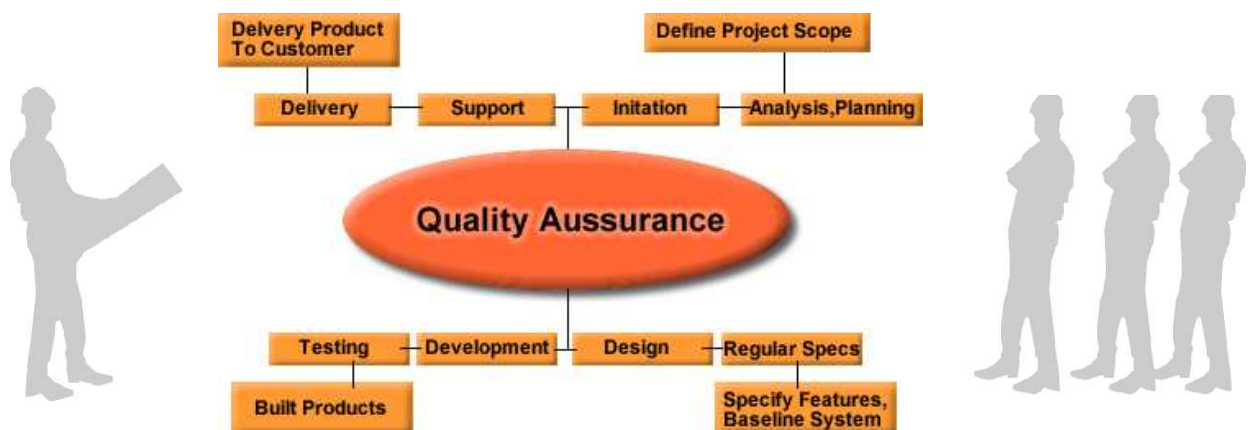 Delvery Product
To Customer
Define Project Scope
Delivery
Support
Initation
Analysis,Planning
Quality Aussurance
Testing
Development
Design
Regular Specs
Built Products
Specify Features,
Baseline System